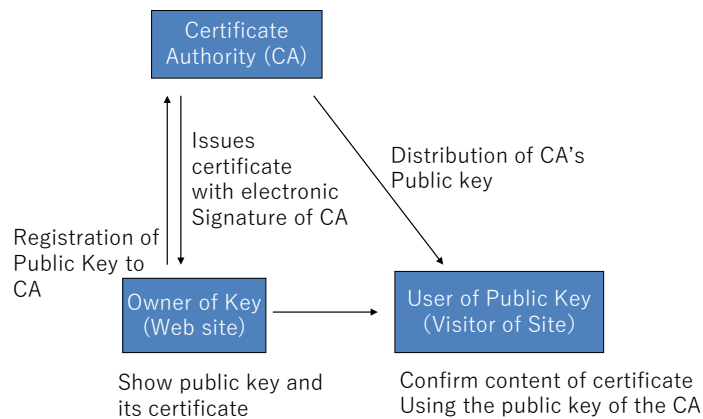 Certificate
Authority (CA)
Issues
certificate
with electronic
Signature of CA
Distribution of CA's
Public key
Registration of
Public Key to
CA
Owner of Key
(Web site)
User of Public Key
(Visitor of Site)
Show public key and
its certificate
Confirm content of certificate
Using the public key of the CA